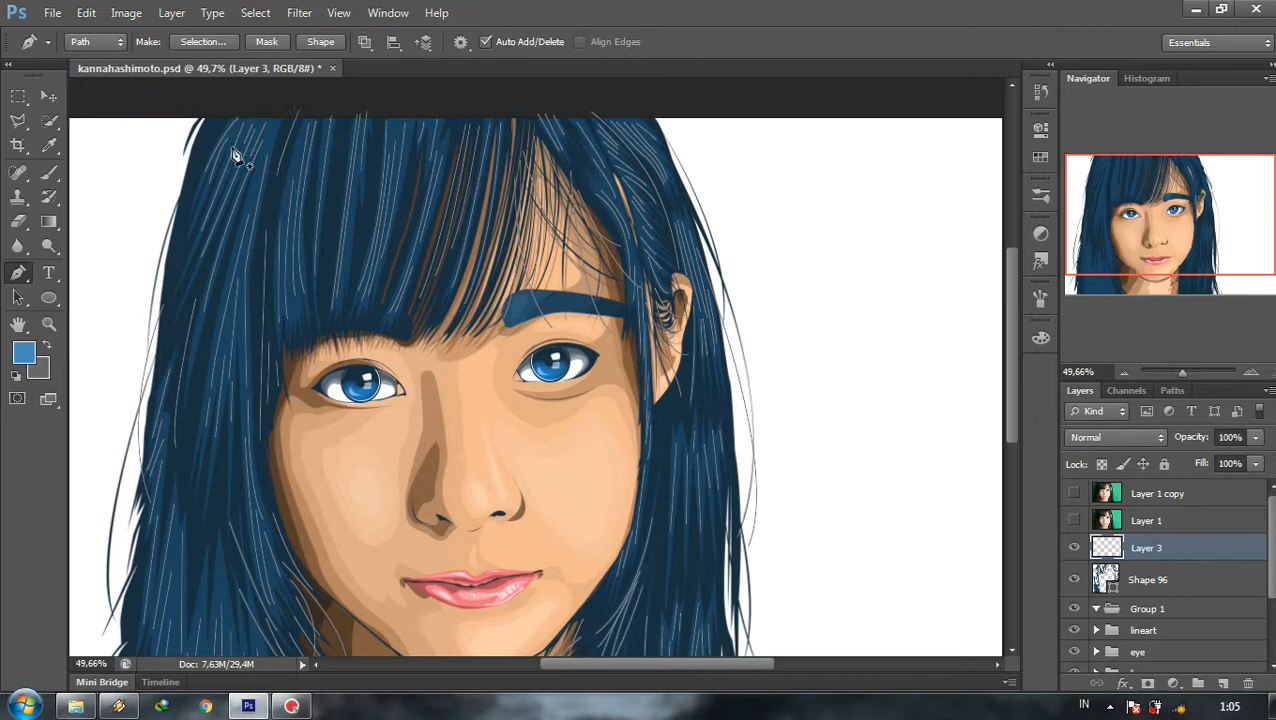 Ps File Edit Image Layer Type Select Filter View Window Help
Path Make: Selection... Mask Shape Auto Add/Delete Align Edges Essentials
kannahashimoto.psd @ 49,7% (Layer 3, RGB/8#) * ×
Navigator Histogram
49,66%
Layers Channels Paths
Kind
Normal Opacity: 100%
Lock: Fill: 100%
Layer 1 copy
Layer 1
Layer 3
Shape 96
Group 1
lineart
eye
49,66% Doc: 7,63M/29,4M
Mini Bridge Timeline
Ps IN 1:05